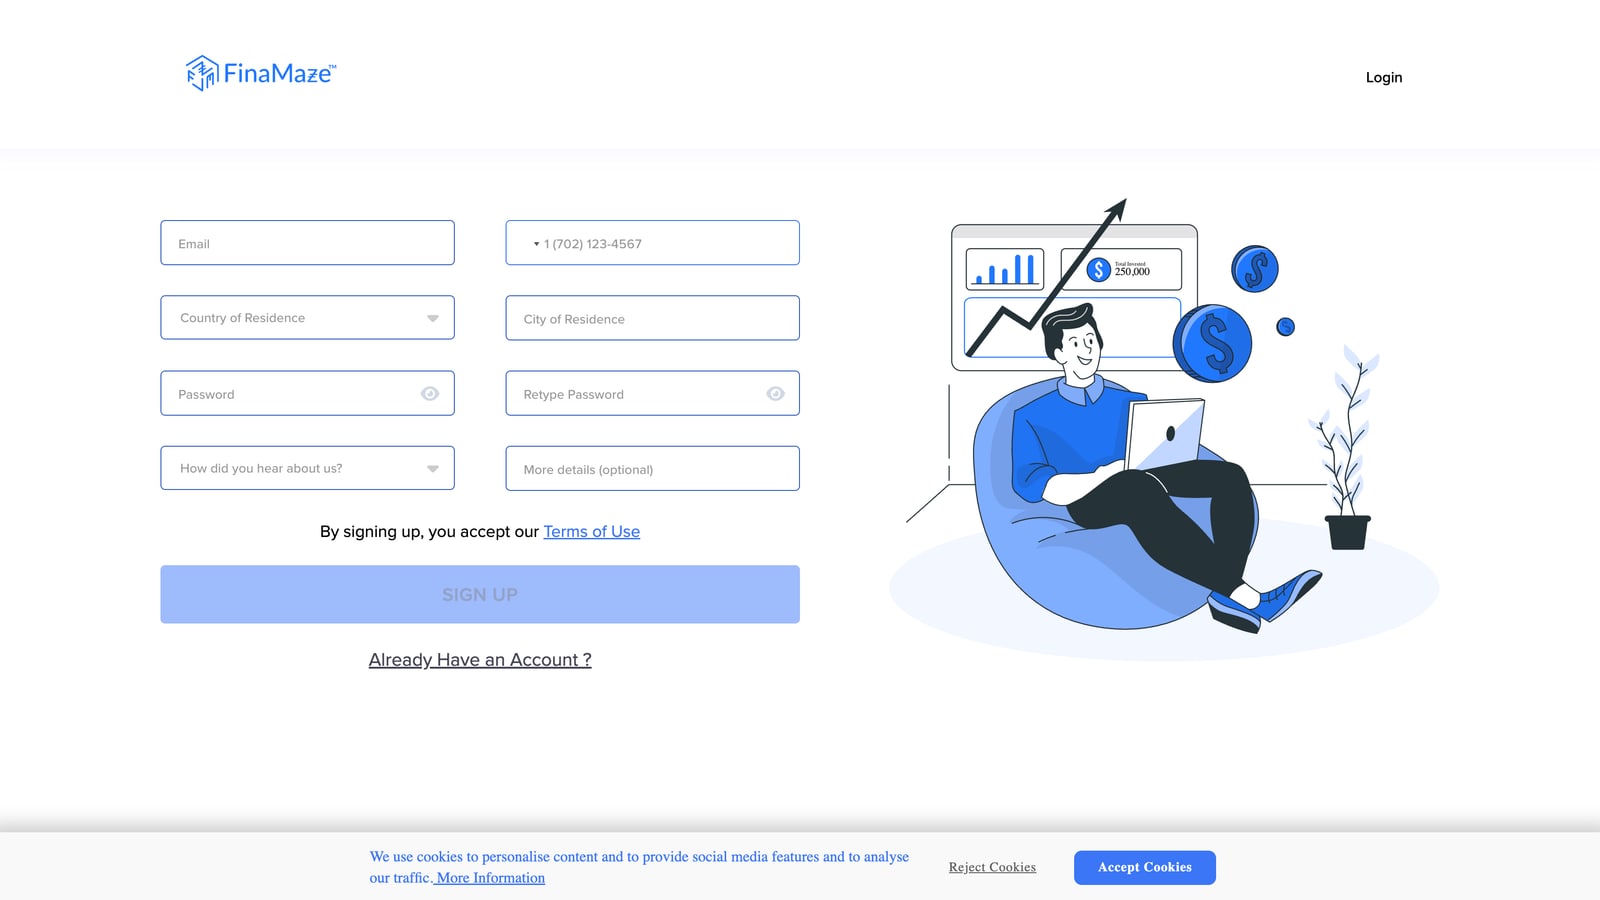 FinaMaze™
Login
Email
1 (702) 123-4567
Country of Residence
City of Residence
Password
Retype Password
How did you hear about us?
More details (optional)
By signing up, you accept our Terms of Use
SIGN UP
Already Have an Account ?
Total Invested
250,000
We use cookies to personalise content and to provide social media features and to analyse
our traffic. More Information
Reject Cookies
Accept Cookies